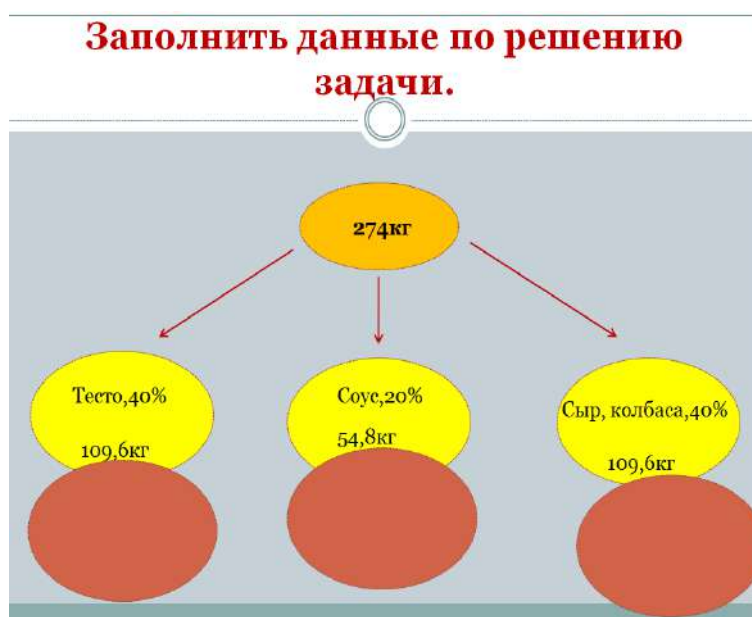 Заполнить данные по решению
задачи.
274кг
Тесто,40%
109,6кг
Соус,20%
54,8кг
Сыр, колбаса,40%
109,6кг